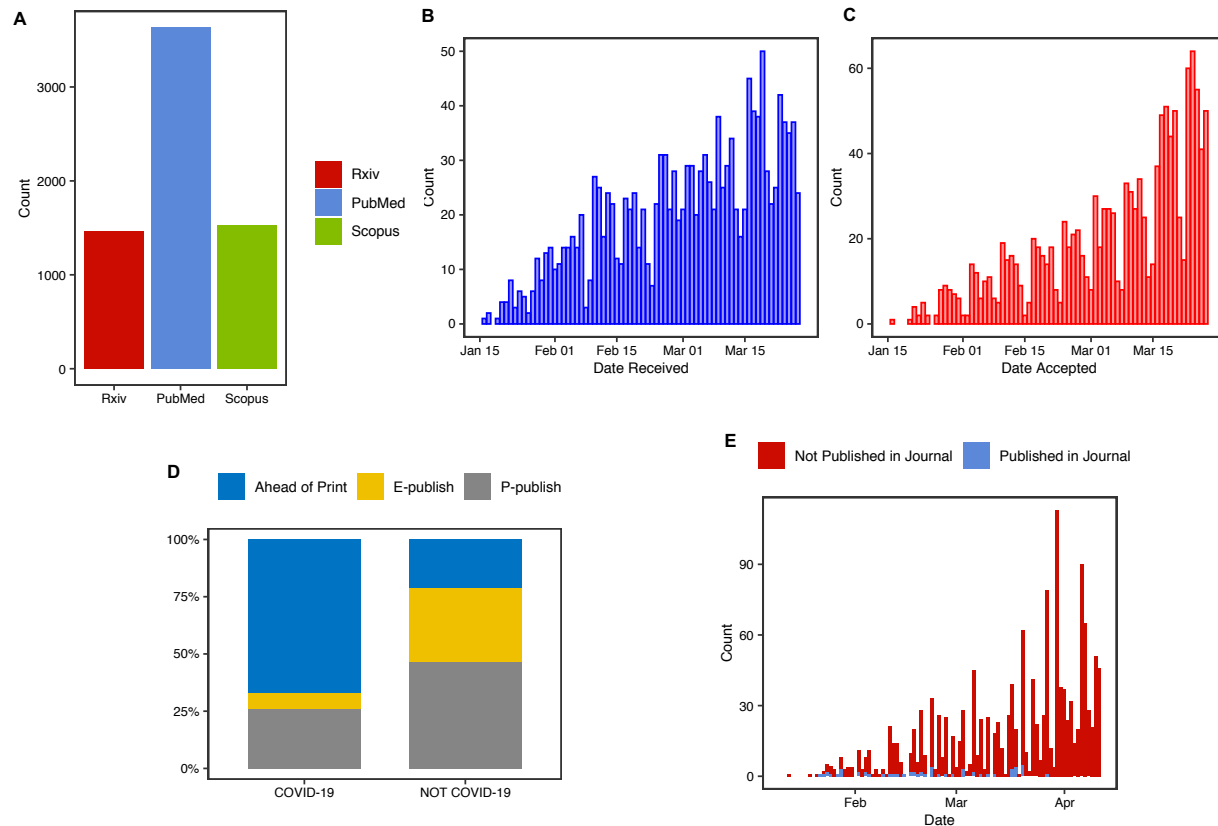 A
Count
3000
2000
1000
0
Rxiv PubMed Scopus
Rxiv
PubMed
Scopus
B
Count
50
40
30
20
10
0
Jan 15 Feb 01 Feb 15 Mar 01 Mar 15
Date Received
C
Count
60
40
20
0
Jan 15 Feb 01 Feb 15 Mar 01 Mar 15
Date Accepted
D
Ahead of Print E-publish P-publish
100%
75%
50%
25%
0%
COVID-19 NOT COVID-19
E
Not Published in Journal Published in Journal
Count
90
60
30
0
Feb Mar Apr
Date